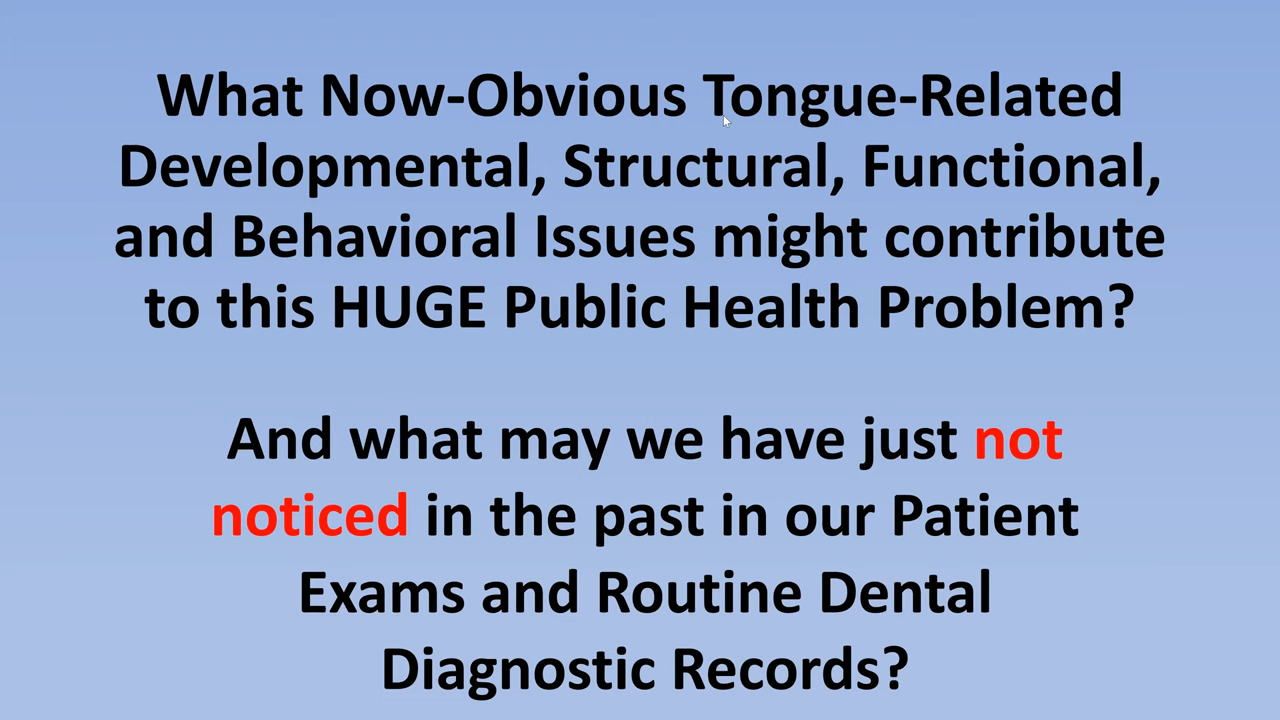 What Now-Obvious Tongue-Related
Developmental, Structural, Functional,
and Behavioral Issues might contribute
to this HUGE Public Health Problem?
And what may we have just not
noticed in the past in our Patient
Exams and Routine Dental
Diagnostic Records?